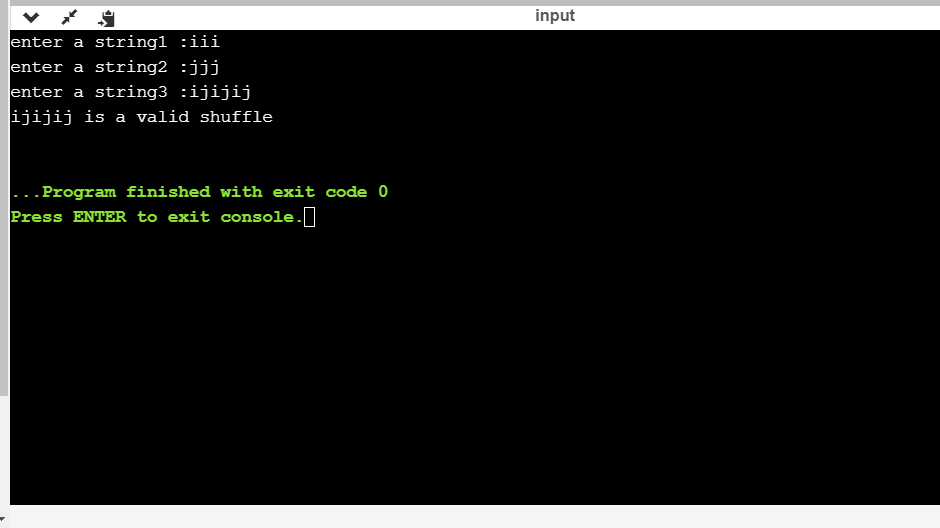 input
enter a string1 :iii
enter a string2 :jjj
enter a string3 :ijijij
ijijij is a valid shuffle
...Program finished with exit code 0
Press ENTER to exit console.